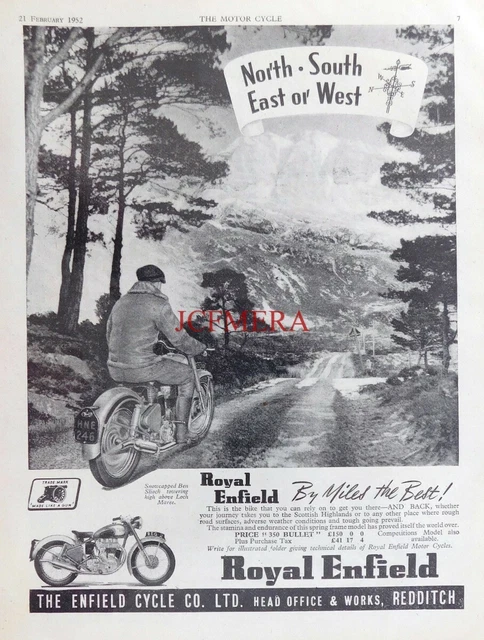 21 FEBRUARY 1952
THE MOTOR CYCLE
7
North · South
East or West
N
S
E
JCFMERA
HNE
246
Snowcapped Ben
Slioch towering
high above Loch
Maree.
TRADE MARK
MADE LIKE A GUN
Royal
Enfield
By Miles the Best!
This is the bike that you can rely on to get you there—AND BACK, whether
your journey takes you to the Scottish Highlands or to any other place where rough
road surfaces, adverse weather conditions and tough going prevail.
The stamina and endurance of this spring frame model has proved itself the world over.
PRICE "350 BULLET" £150 0 0 Competitions Model also
Plus Purchase Tax £41 17 4 available.
Write for illustrated folder giving technical details of Royal Enfield Motor Cycles.
Royal Enfield
THE ENFIELD CYCLE CO. LTD. HEAD OFFICE & WORKS, REDDITCH